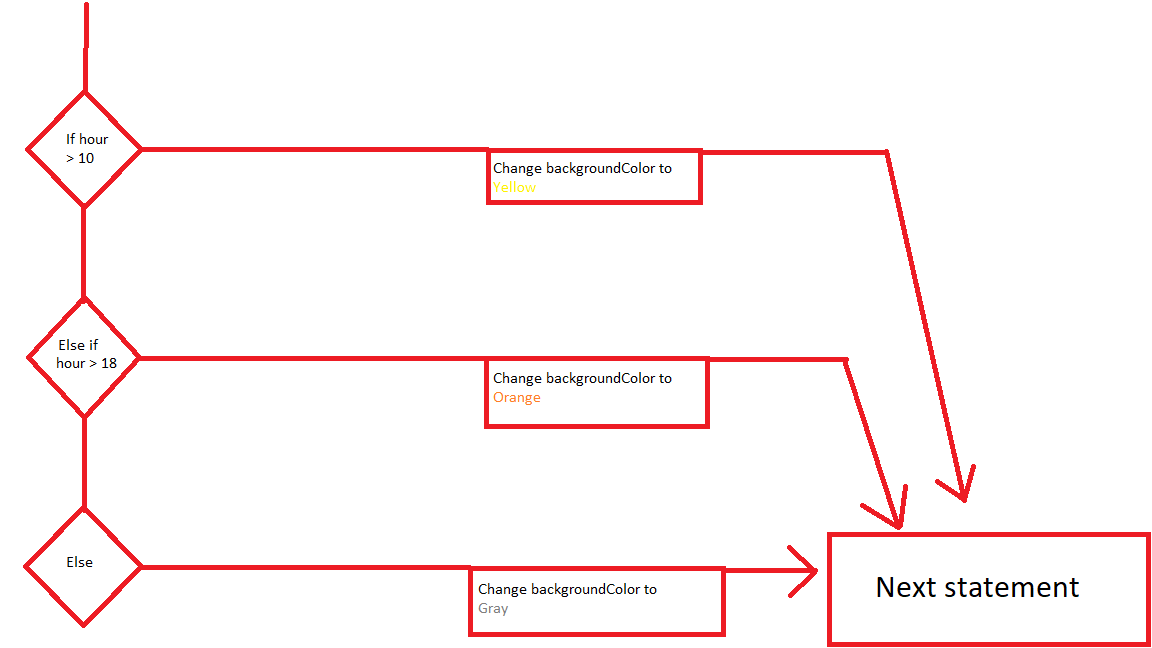 If hour
> 10
Change backgroundColor to
Yellow
Else if
hour > 18
Change backgroundColor to
Orange
Else
Change backgroundColor to
Gray
Next statement